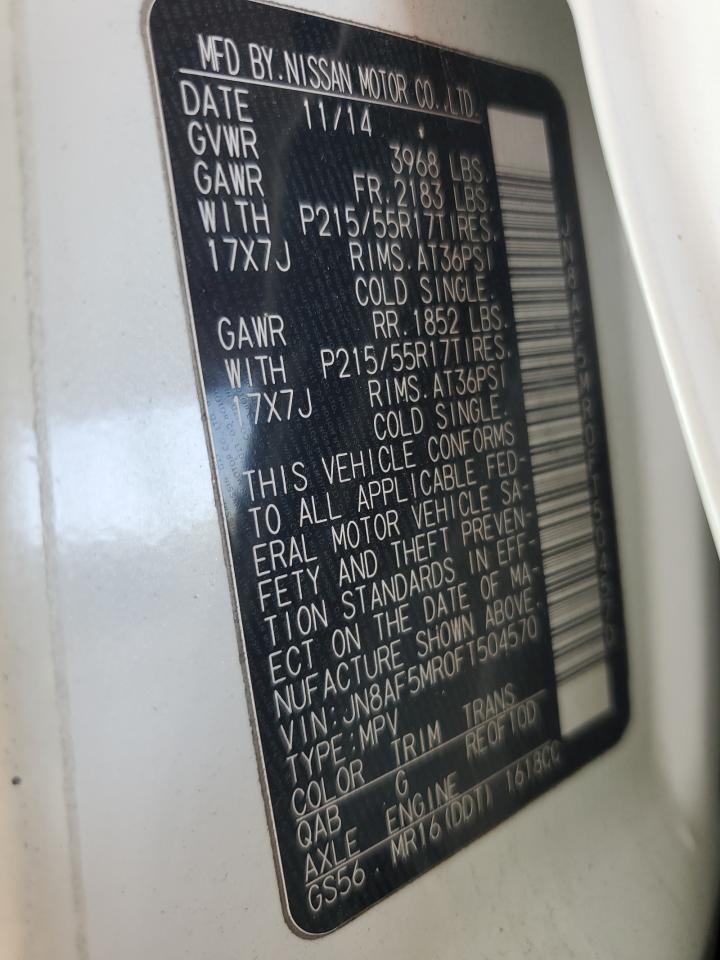 MFD BY.NISSAN MOTOR CO.,LTD.
DATE 11/14
GVWR 3968 LBS.
GAWR FR.2183 LBS.
WITH P215/55R17TIRES.
17X7J RIMS.AT36PSI
COLD SINGLE.
GAWR RR.1852 LBS.
WITH P215/55R17TIRES.
17X7J RIMS.AT36PSI
COLD SINGLE.
THIS VEHICLE CONFORMS
TO ALL APPLICABLE FED-
ERAL MOTOR VEHICLE SA-
FETY AND THEFT PREVEN-
TION STANDARDS IN EFF-
ECT ON THE DATE OF MA-
NUFACTURE SHOWN ABOVE.
VIN:JN8AF5MR0FT504570
TYPE:MPV
COLOR TRIM TRANS
QAB G RE0F10D
AXLE ENGINE
GS56 MR16(DDT) 1618CC
JN8AF5MR0FT504570